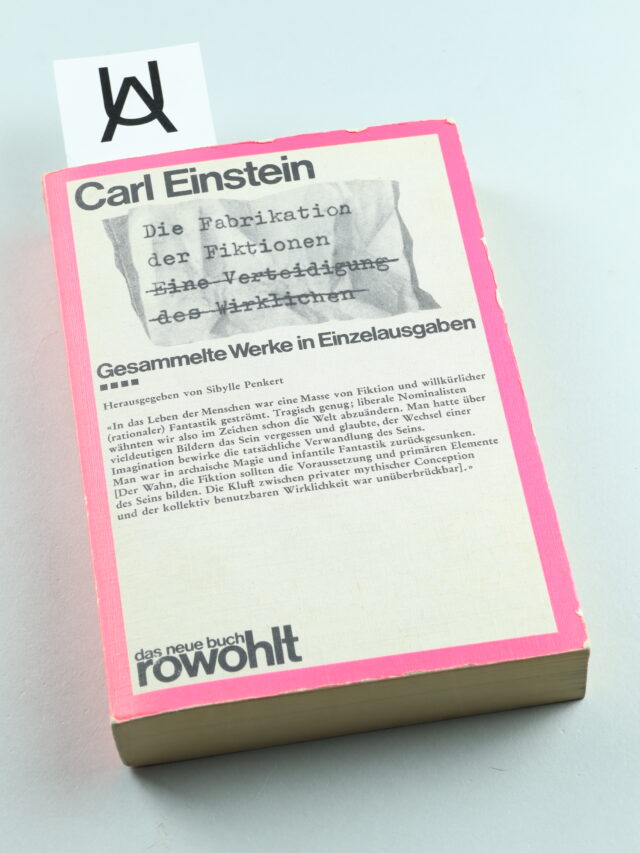 UA
Carl Einstein
Die Fabrikation
der Fiktionen
Eine Verteidigung
des Wirklichen
Gesammelte Werke in Einzelausgaben
Herausgegeben von Sibylle Penkert
«In das Leben der Menschen war eine Masse von Fiktion und willkürlicher
(rationaler) Fantastik geströmt. Tragisch genug; liberale Nominalisten
wähnten wir also im Zeichen schon die Welt abzuändern. Man hatte über
vieldeutigen Bildern das Sein vergessen und glaubte, der Wechsel einer
Imagination bewirke die tatsächliche Verwandlung des Seins.
Man war in archaische Magie und infantile Fantastik zurückgesunken.
[Der Wahn, die Fiktion sollten die Voraussetzung und primären Elemente
des Seins bilden. Die Kluft zwischen privater mythischer Conception
und der kollektiv benutzbaren Wirklichkeit war unüberbrückbar].»
das neue buch
rowohlt